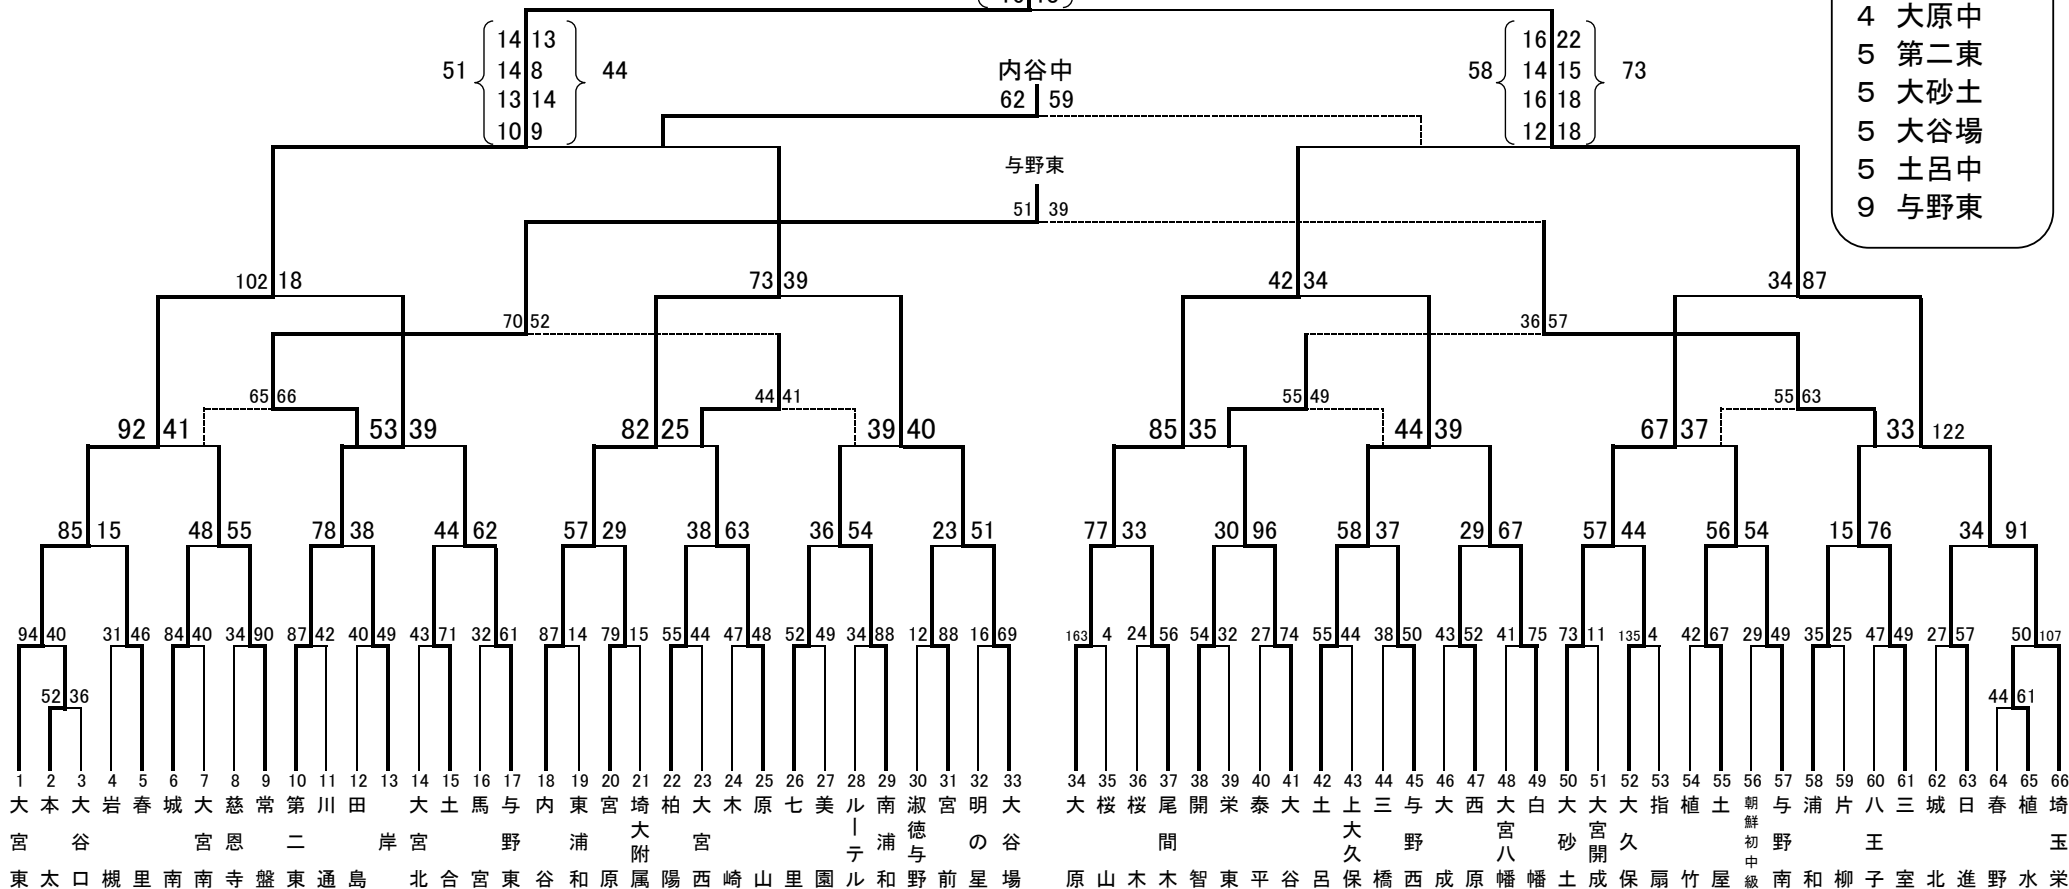 4 大原中
5 第二東
5 大砂土
5 大谷場
5 土呂中
9 与野東
14 13
14 8
13 14
10 9
51 44
16 22
14 15
16 18
12 18
58 73
内谷中
62 59
与野東
51 39
102 18 73 39 42 34 34 87
70 52 36 57
65 66 44 41 55 49 55 63
92 41 53 39 82 25 39 40 85 35 44 39 67 37 33 122
85 15 48 55 78 38 44 62 57 29 38 63 36 54 23 51 77 33 30 96 58 37 29 67 57 44 56 54 15 76 34 91
94 40 31 46 84 40 34 90 87 42 40 49 43 71 32 61 87 14 79 15 55 44 47 48 52 49 34 88 12 88 16 69 163 4 24 56 54 32 27 74 55 44 38 50 43 52 41 75 73 11 135 4 42 67 29 49 35 25 47 49 27 57 50 107
52 36 44 61
1 大宮東
2 本太
3 大谷口
4 岩槻
5 春里
6 城南
7 大宮南
8 慈恩寺
9 常盤
10 第二東
11 川通
12 田島
13 岸
14 大宮北
15 土合
16 馬宮
17 与野東
18 内谷
19 東浦和
20 宮原
21 埼大附属
22 柏陽
23 大宮西
24 木崎
25 原山
26 七里
27 美園
28 ルーテル
29 南浦和
30 淑徳与野
31 宮前
32 明の星
33 大谷場
34 大原
35 桜山
36 桜木
37 尾間木
38 開智
39 栄東
40 泰平
41 大谷
42 土呂
43 上大久保
44 三橋
45 与野西
46 大成
47 西原
48 大宮八幡
49 白幡
50 大砂土
51 大宮開成
52 大久保
53 指扇
54 植竹
55 土屋
56 朝鮮初中級
57 与野南
58 浦和
59 片柳
60 八王子
61 三室
62 城北
63 日進
64 春野
65 植水
66 埼玉栄